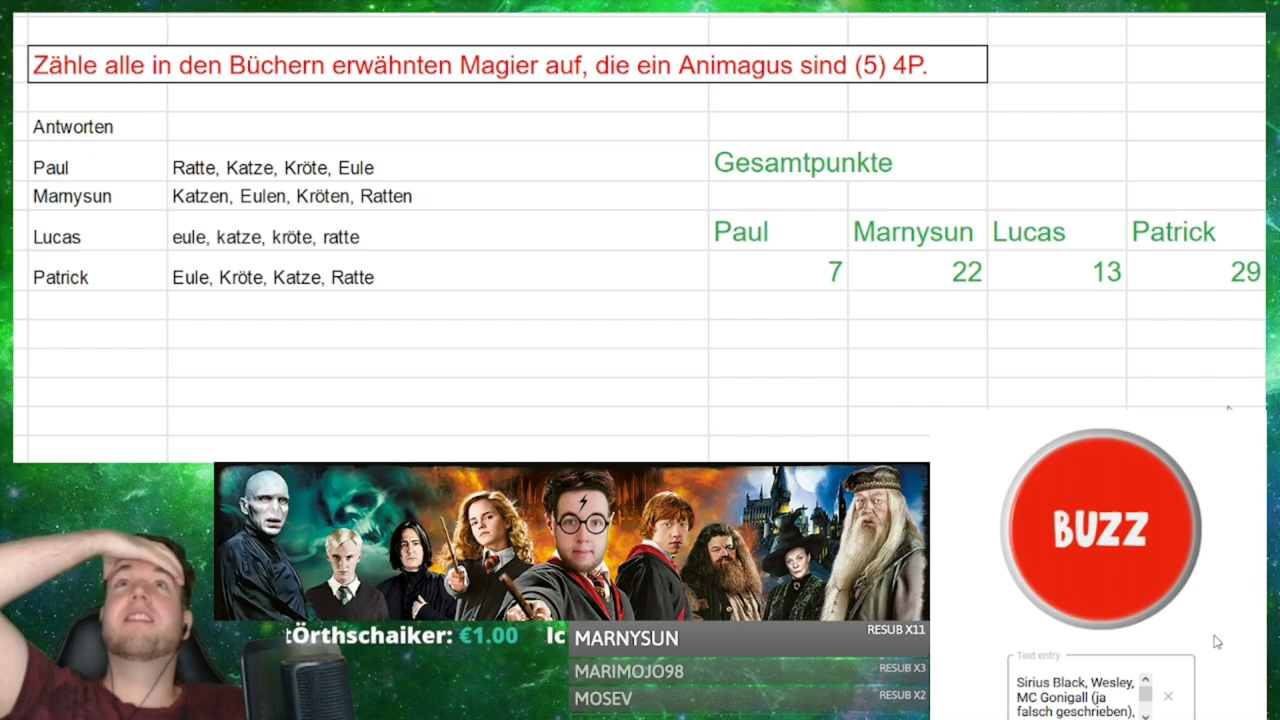 Zähle alle in den Büchern erwähnten Magier auf, die ein Animagus sind (5) 4P.
Antworten
Paul Ratte, Katze, Kröte, Eule
Marnysun Katzen, Eulen, Kröten, Ratten
Lucas eule, katze, kröte, ratte
Patrick Eule, Kröte, Katze, Ratte
Gesamtpunkte
Paul Marnysun Lucas Patrick
7 22 13 29
BUZZ
tÖrthschaiker: €1.00 Ic
MARNYSUN RESUB X11
MARIMOJO98 RESUB X3
MOSEV RESUB X2
Text entry
Sirius Black, Wesley,
MC Gonigall (ja
falsch geschrieben),